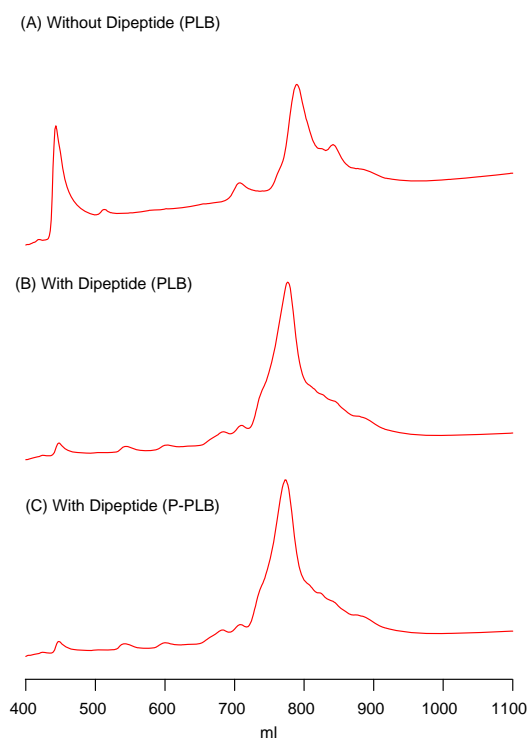 (A) Without Dipeptide (PLB)
(B) With Dipeptide (PLB)
(C) With Dipeptide (P-PLB)
400 500 600 700 800 900 1000 1100
ml